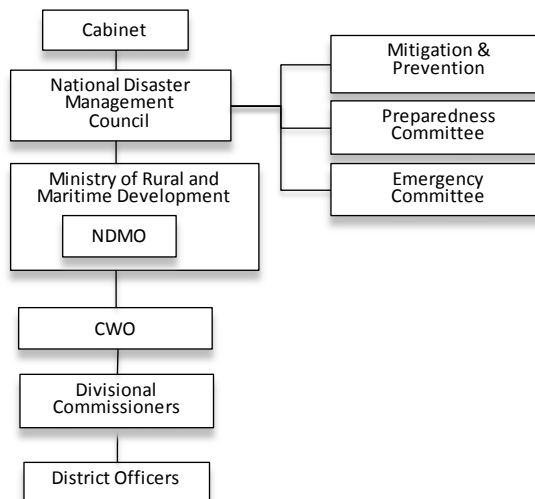 Cabinet
National Disaster
Management
Council
Mitigation &
Prevention
Preparedness
Committee
Emergency
Committee
Ministry of Rural and
Maritime Development
NDMO
CWO
Divisional
Commissioners
District Officers